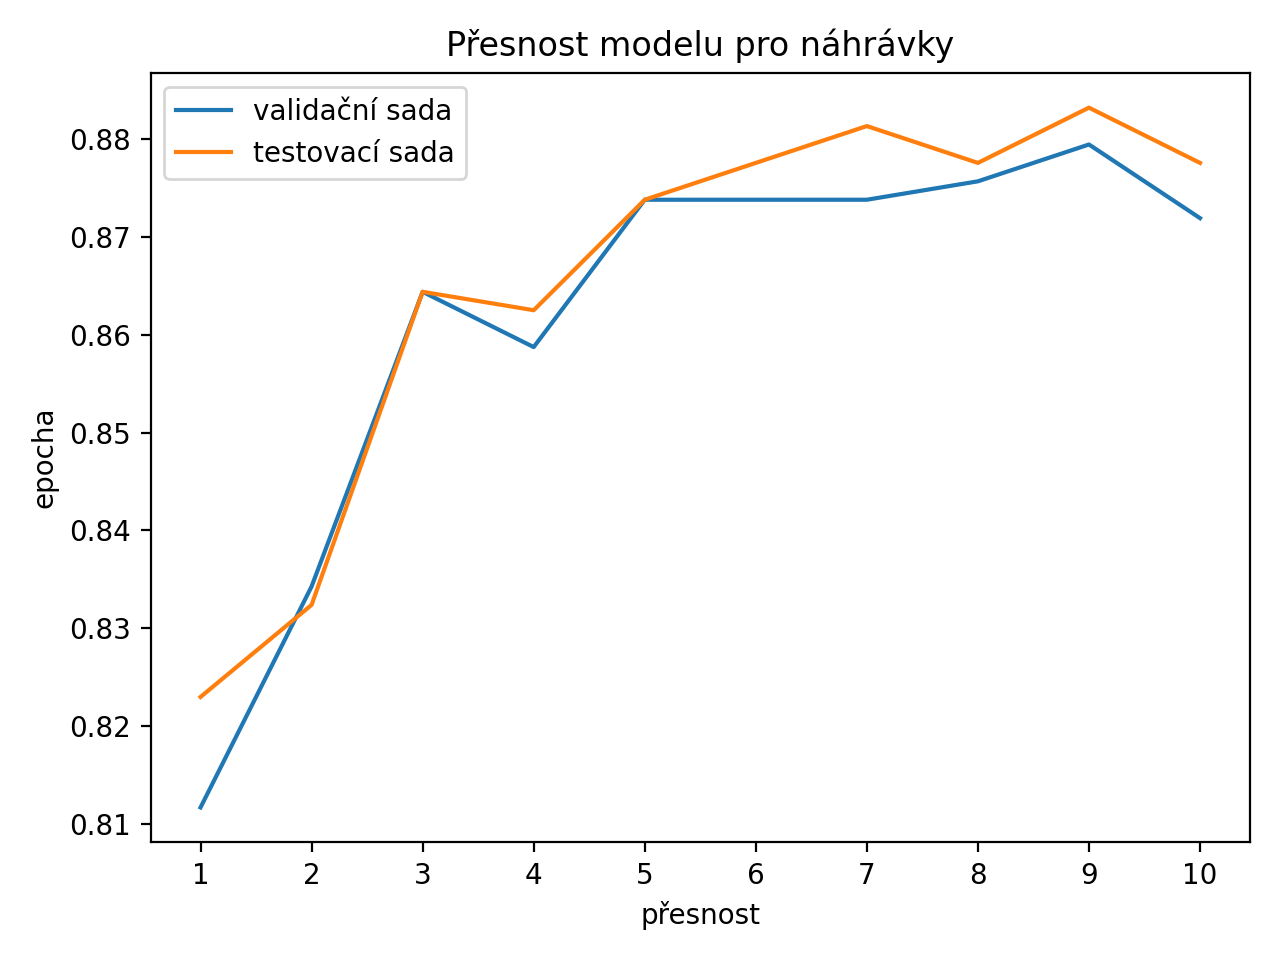 Přesnost modelu pro náhrávky
validační sada
testovací sada
0.88
0.87
0.86
0.85
0.84
0.83
0.82
0.81
epocha
1 2 3 4 5 6 7 8 9 10
přesnost